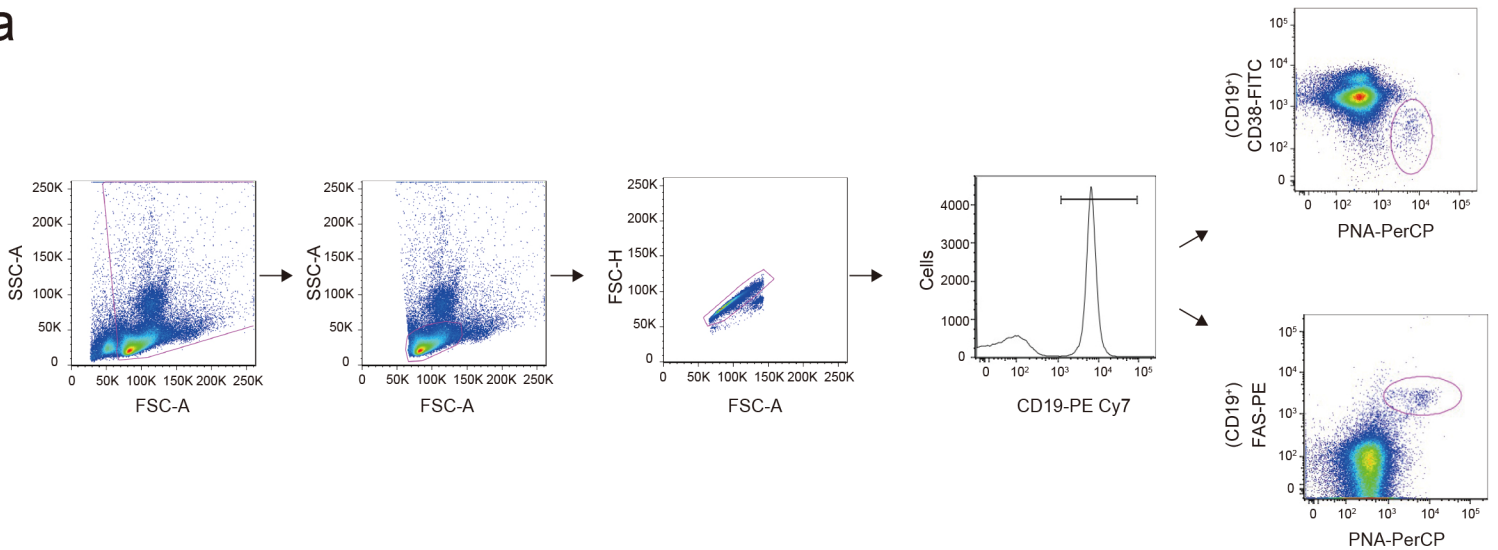 a
250K
200K
150K
100K
50K
0
SSC-A
0 50K 100K 150K 200K 250K
FSC-A
250K
200K
150K
100K
50K
0
SSC-A
0 50K 100K 150K 200K 250K
FSC-A
250K
200K
150K
100K
50K
0
FSC-H
0 50K 100K 150K 200K 250K
FSC-A
4000
3000
2000
1000
0
Cells
0 10² 10³ 10⁴ 10⁵
CD19-PE Cy7
10⁵
10⁴
10³
10²
0
(CD19⁺)
CD38-FITC
0 10² 10³ 10⁴ 10⁵
PNA-PerCP
10⁵
10⁴
10³
10²
0
(CD19⁺)
FAS-PE
0 10² 10³ 10⁴ 10⁵
PNA-PerCP